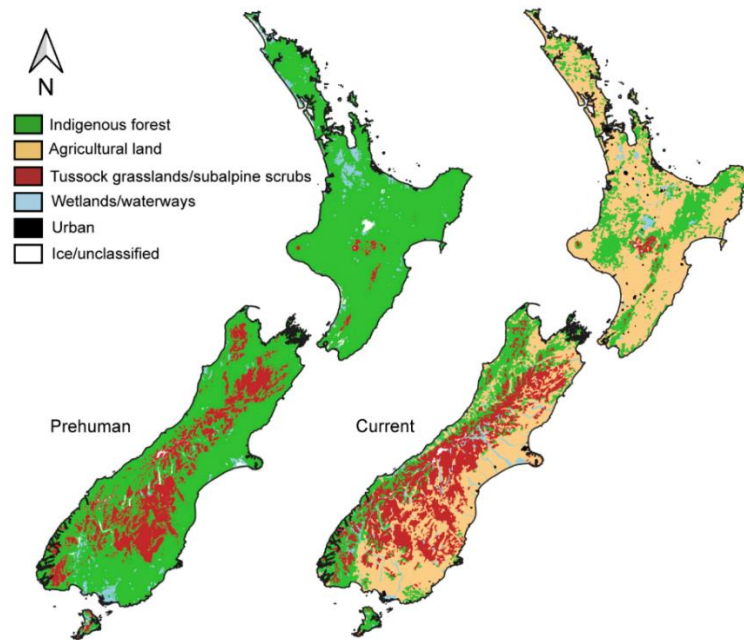 N
Indigenous forest
Agricultural land
Tussock grasslands/subalpine scrubs
Wetlands/waterways
Urban
Ice/unclassified
Prehuman
Current